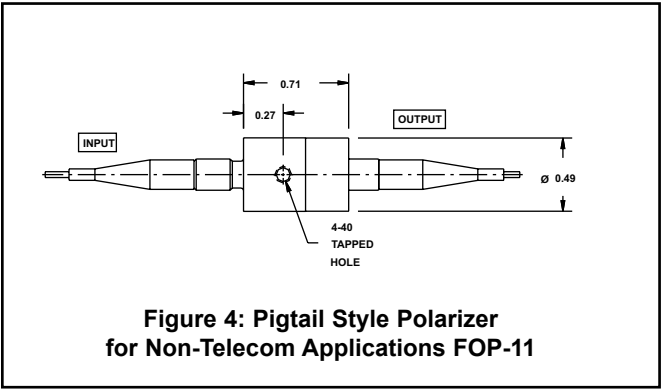 0.71
0.27
INPUT
OUTPUT
Ø 0.49
4-40
TAPPED
HOLE
Figure 4: Pigtail Style Polarizer
for Non-Telecom Applications FOP-11